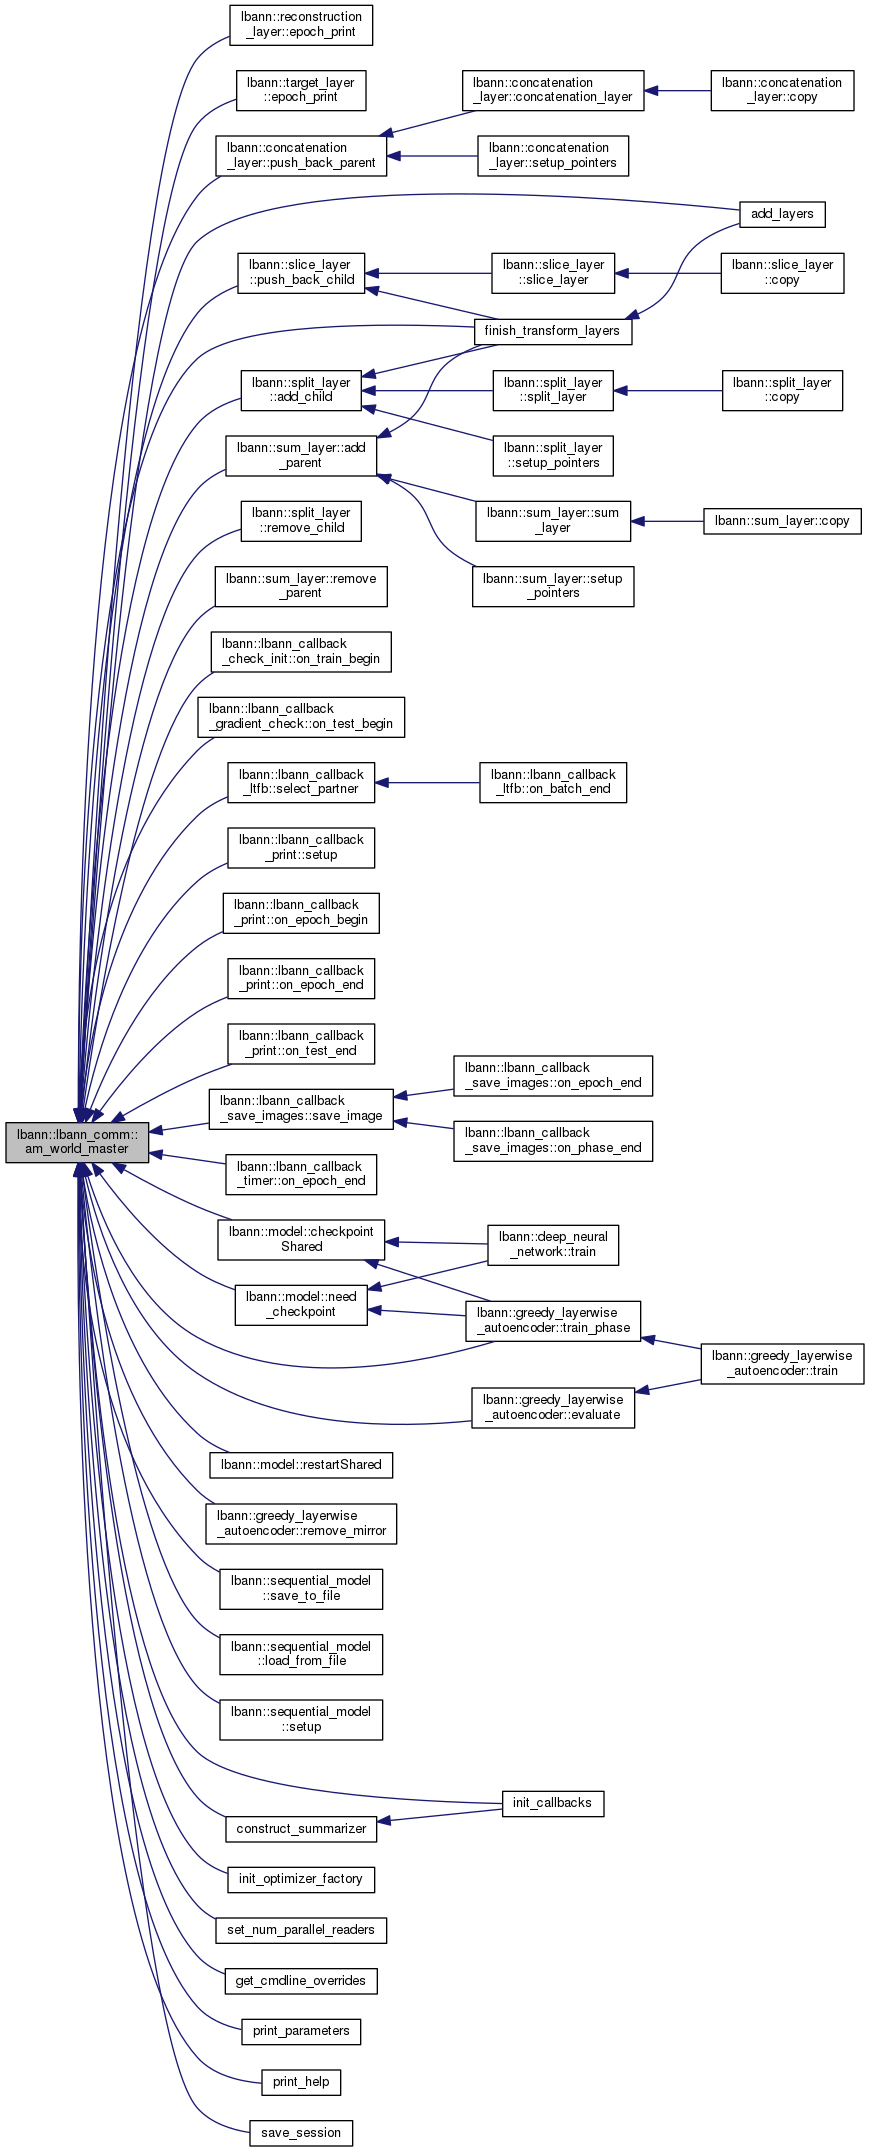 lbann::reconstruction
_layer::epoch_print
lbann::target_layer
::epoch_print
lbann::concatenation
_layer::concatenation_layer
lbann::concatenation
_layer::copy
lbann::concatenation
_layer::push_back_parent
lbann::concatenation
_layer::setup_pointers
add_layers
lbann::slice_layer
::push_back_child
lbann::slice_layer
::slice_layer
lbann::slice_layer
::copy
finish_transform_layers
lbann::split_layer
::add_child
lbann::split_layer
::split_layer
lbann::split_layer
::copy
lbann::sum_layer::add
_parent
lbann::split_layer
::setup_pointers
lbann::split_layer
::remove_child
lbann::sum_layer::sum
_layer
lbann::sum_layer::copy
lbann::sum_layer::remove
_parent
lbann::sum_layer::setup
_pointers
lbann::lbann_callback
_check_init::on_train_begin
lbann::lbann_callback
_gradient_check::on_test_begin
lbann::lbann_callback
_ltfb::select_partner
lbann::lbann_callback
_ltfb::on_batch_end
lbann::lbann_callback
_print::setup
lbann::lbann_callback
_print::on_epoch_begin
lbann::lbann_callback
_print::on_epoch_end
lbann::lbann_callback
_print::on_test_end
lbann::lbann_callback
_save_images::save_image
lbann::lbann_callback
_save_images::on_epoch_end
lbann::lbann_callback
_save_images::on_phase_end
lbann::lbann_comm::
am_world_master
lbann::lbann_callback
_timer::on_epoch_end
lbann::model::checkpoint
Shared
lbann::deep_neural
_network::train
lbann::model::need
_checkpoint
lbann::greedy_layerwise
_autoencoder::train_phase
lbann::greedy_layerwise
_autoencoder::train
lbann::greedy_layerwise
_autoencoder::evaluate
lbann::model::restartShared
lbann::greedy_layerwise
_autoencoder::remove_mirror
lbann::sequential_model
::save_to_file
lbann::sequential_model
::load_from_file
lbann::sequential_model
::setup
init_callbacks
construct_summarizer
init_optimizer_factory
set_num_parallel_readers
get_cmdline_overrides
print_parameters
print_help
save_session